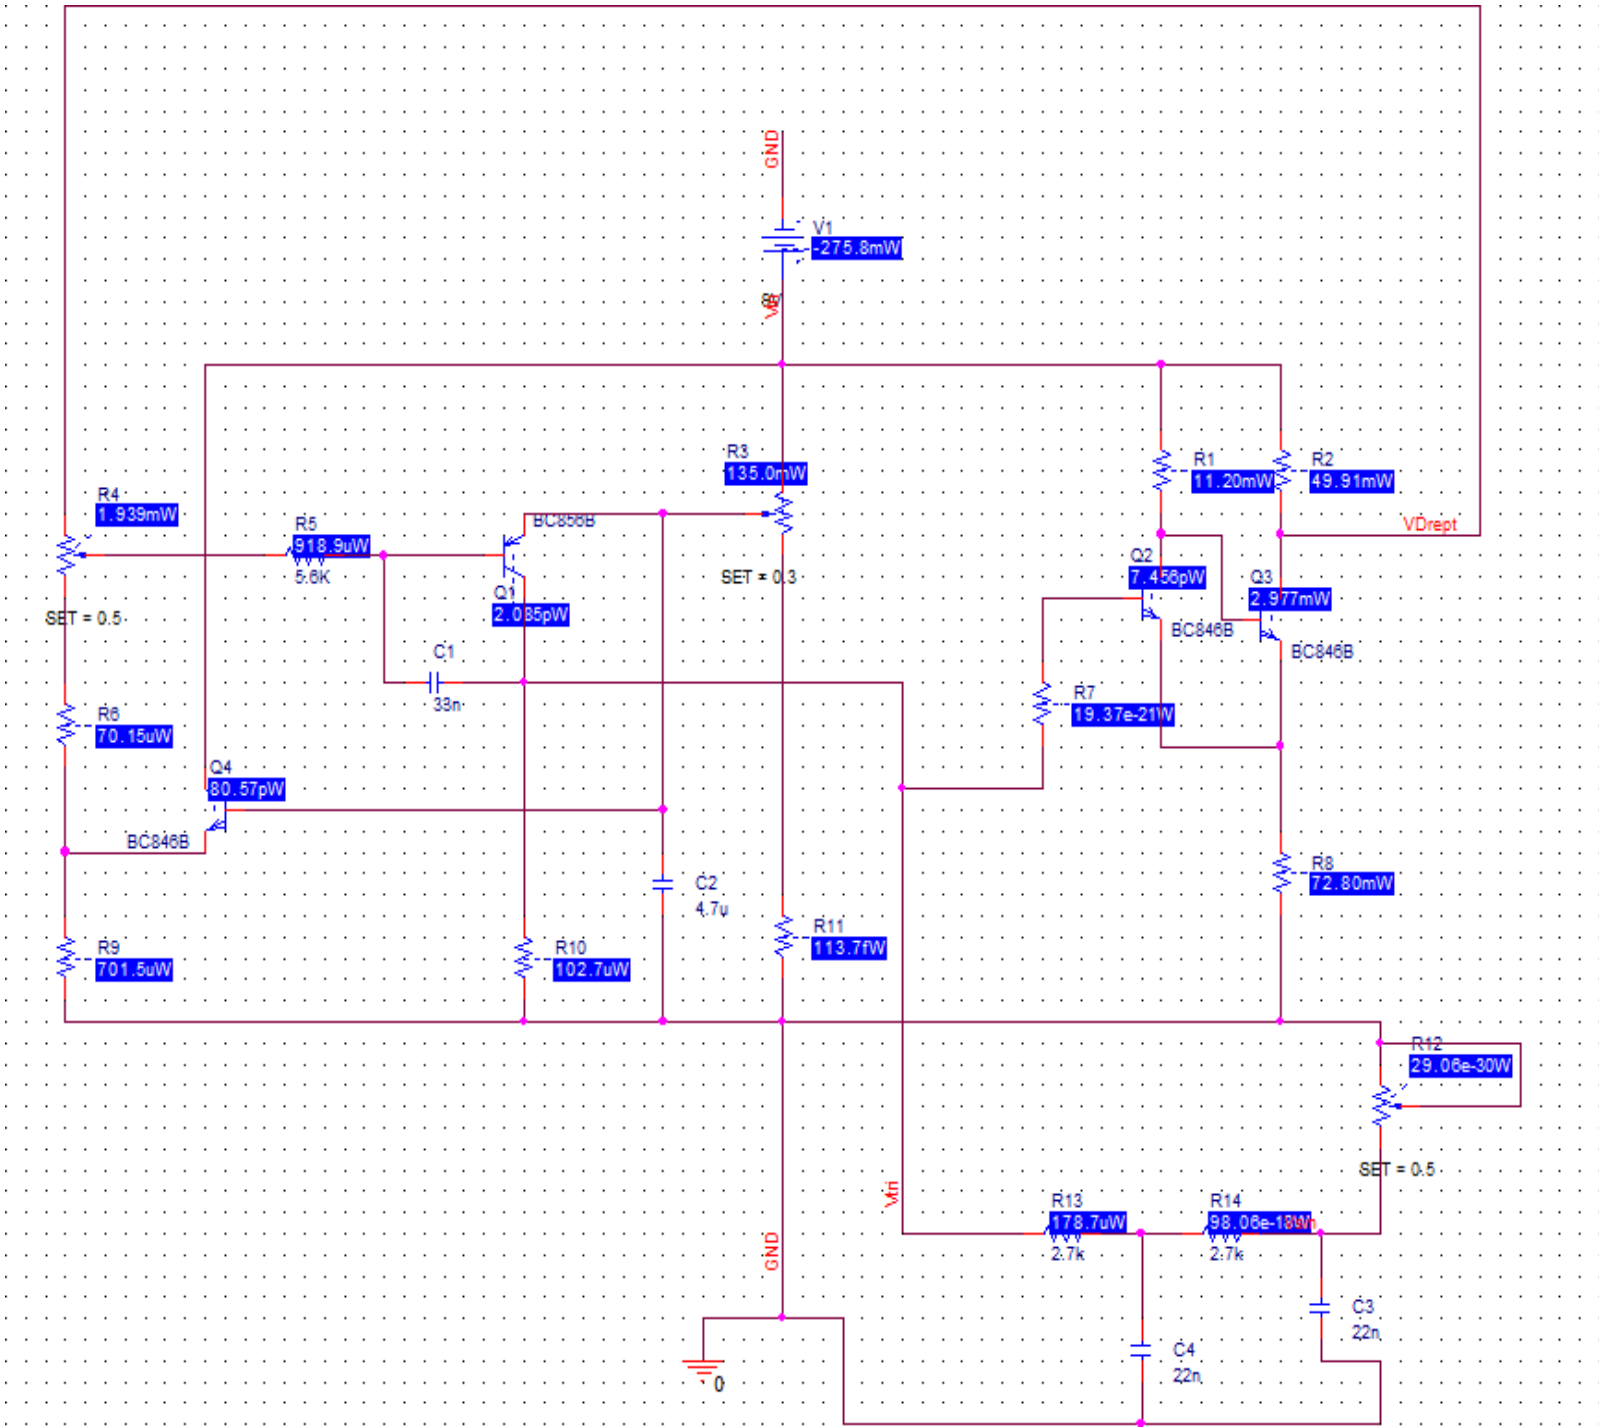 GND
V1
-275.8mW
R3
135.0mW
R1
11.20mW
R2
49.91mW
R4
1.939mW
R5
918.9uW
5.6K
BC856B
VDrept
SET = 0.3
Q2
7.456pW
Q3
2.977mW
Q1
2.085pW
SET = 0.5
BC846B
BC846B
C1
33n
R7
19.37e-21W
R6
70.15uW
Q4
80.57pW
BC846B
C2
4.7u
R8
72.80mW
R11
113.7fW
R9
701.5uW
R10
102.7uW
R12
29.06e-30W
SET = 0.5
Vtri
R13
178.7uW
2.7k
R14
2.7k
GND
C3
22n
C4
22n
0